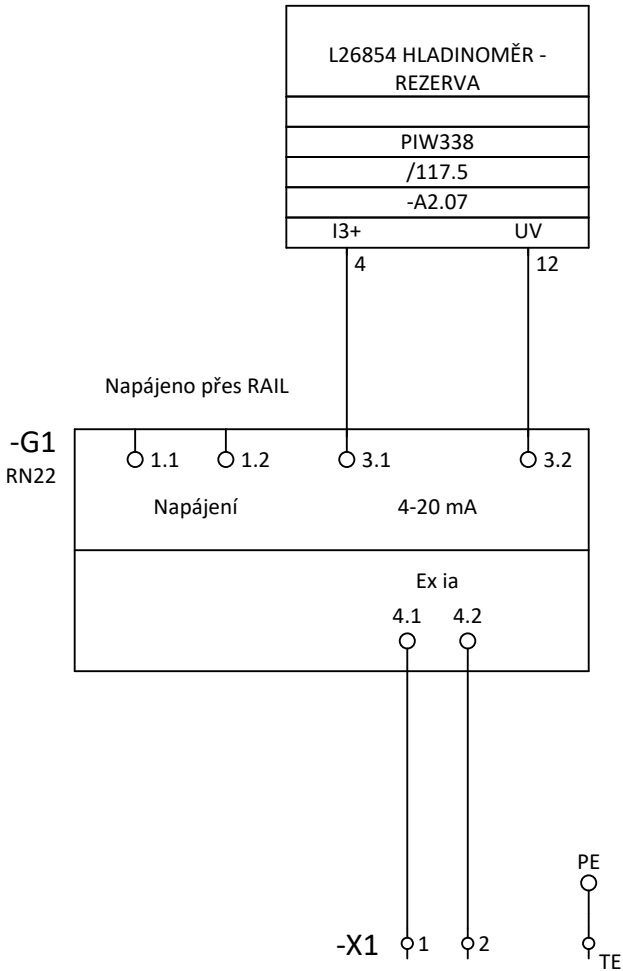 L26854 HLADINOMĚR -
REZERVA
PIW338
/117.5
-A2.07
I3+ UV
4 12
Napájeno přes RAIL
-G1
RN22
1.1 1.2 3.1 3.2
Napájení 4-20 mA
Ex ia
4.1 4.2
PE
-X1 1 2
TE